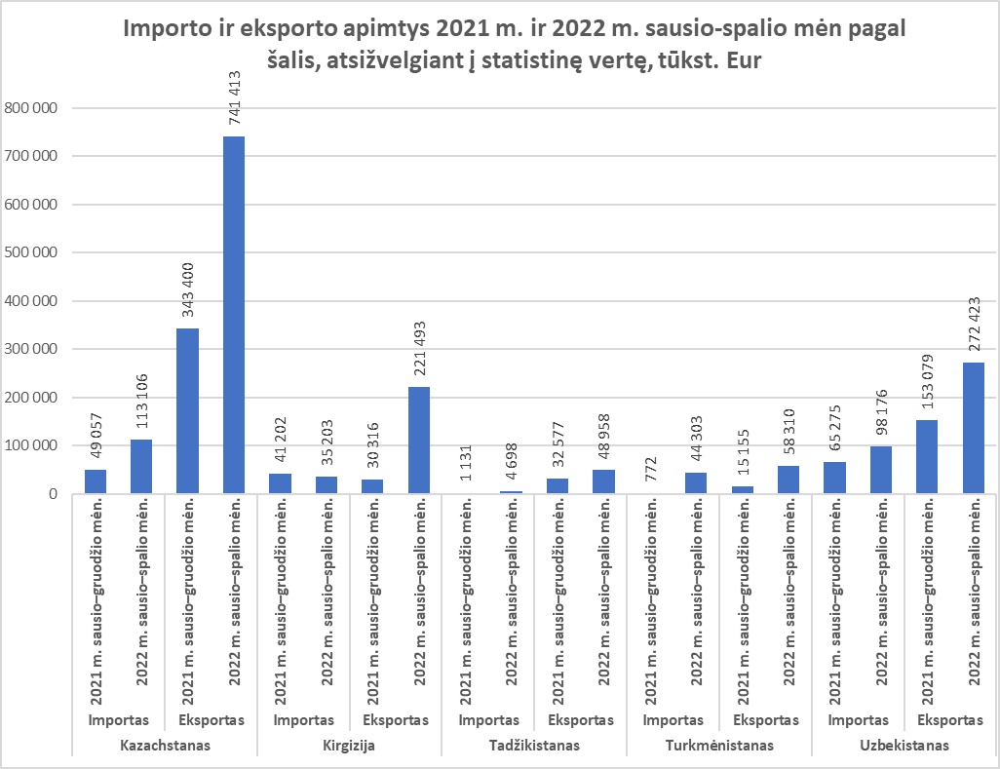 Importo ir eksporto apimtys 2021 m. ir 2022 m. sausio-spalio mėn pagal
šalis, atsižvelgiant į statistinę vertę, tūkst. Eur
800 000
700 000
600 000
500 000
400 000
300 000
200 000
100 000
0
49 057
113 106
343 400
741 413
41 202
35 203
30 316
221 493
1 131
4 698
32 577
48 958
772
44 303
15 155
58 310
65 275
98 176
153 079
272 423
2021 m. sausio–gruodžio mėn.
2022 m. sausio–spalio mėn.
2021 m. sausio–gruodžio mėn.
2022 m. sausio–spalio mėn.
2021 m. sausio–gruodžio mėn.
2022 m. sausio–spalio mėn.
2021 m. sausio–gruodžio mėn.
2022 m. sausio–spalio mėn.
2021 m. sausio–gruodžio mėn.
2022 m. sausio–spalio mėn.
2021 m. sausio–gruodžio mėn.
2022 m. sausio–spalio mėn.
2021 m. sausio–gruodžio mėn.
2022 m. sausio–spalio mėn.
2021 m. sausio–gruodžio mėn.
2022 m. sausio–spalio mėn.
2021 m. sausio–gruodžio mėn.
2022 m. sausio–spalio mėn.
2021 m. sausio–gruodžio mėn.
2022 m. sausio–spalio mėn.
Importas Eksportas Importas Eksportas Importas Eksportas Importas Eksportas Importas Eksportas
Kazachstanas Kirgizija Tadžikistanas Turkmėnistanas Uzbekistanas